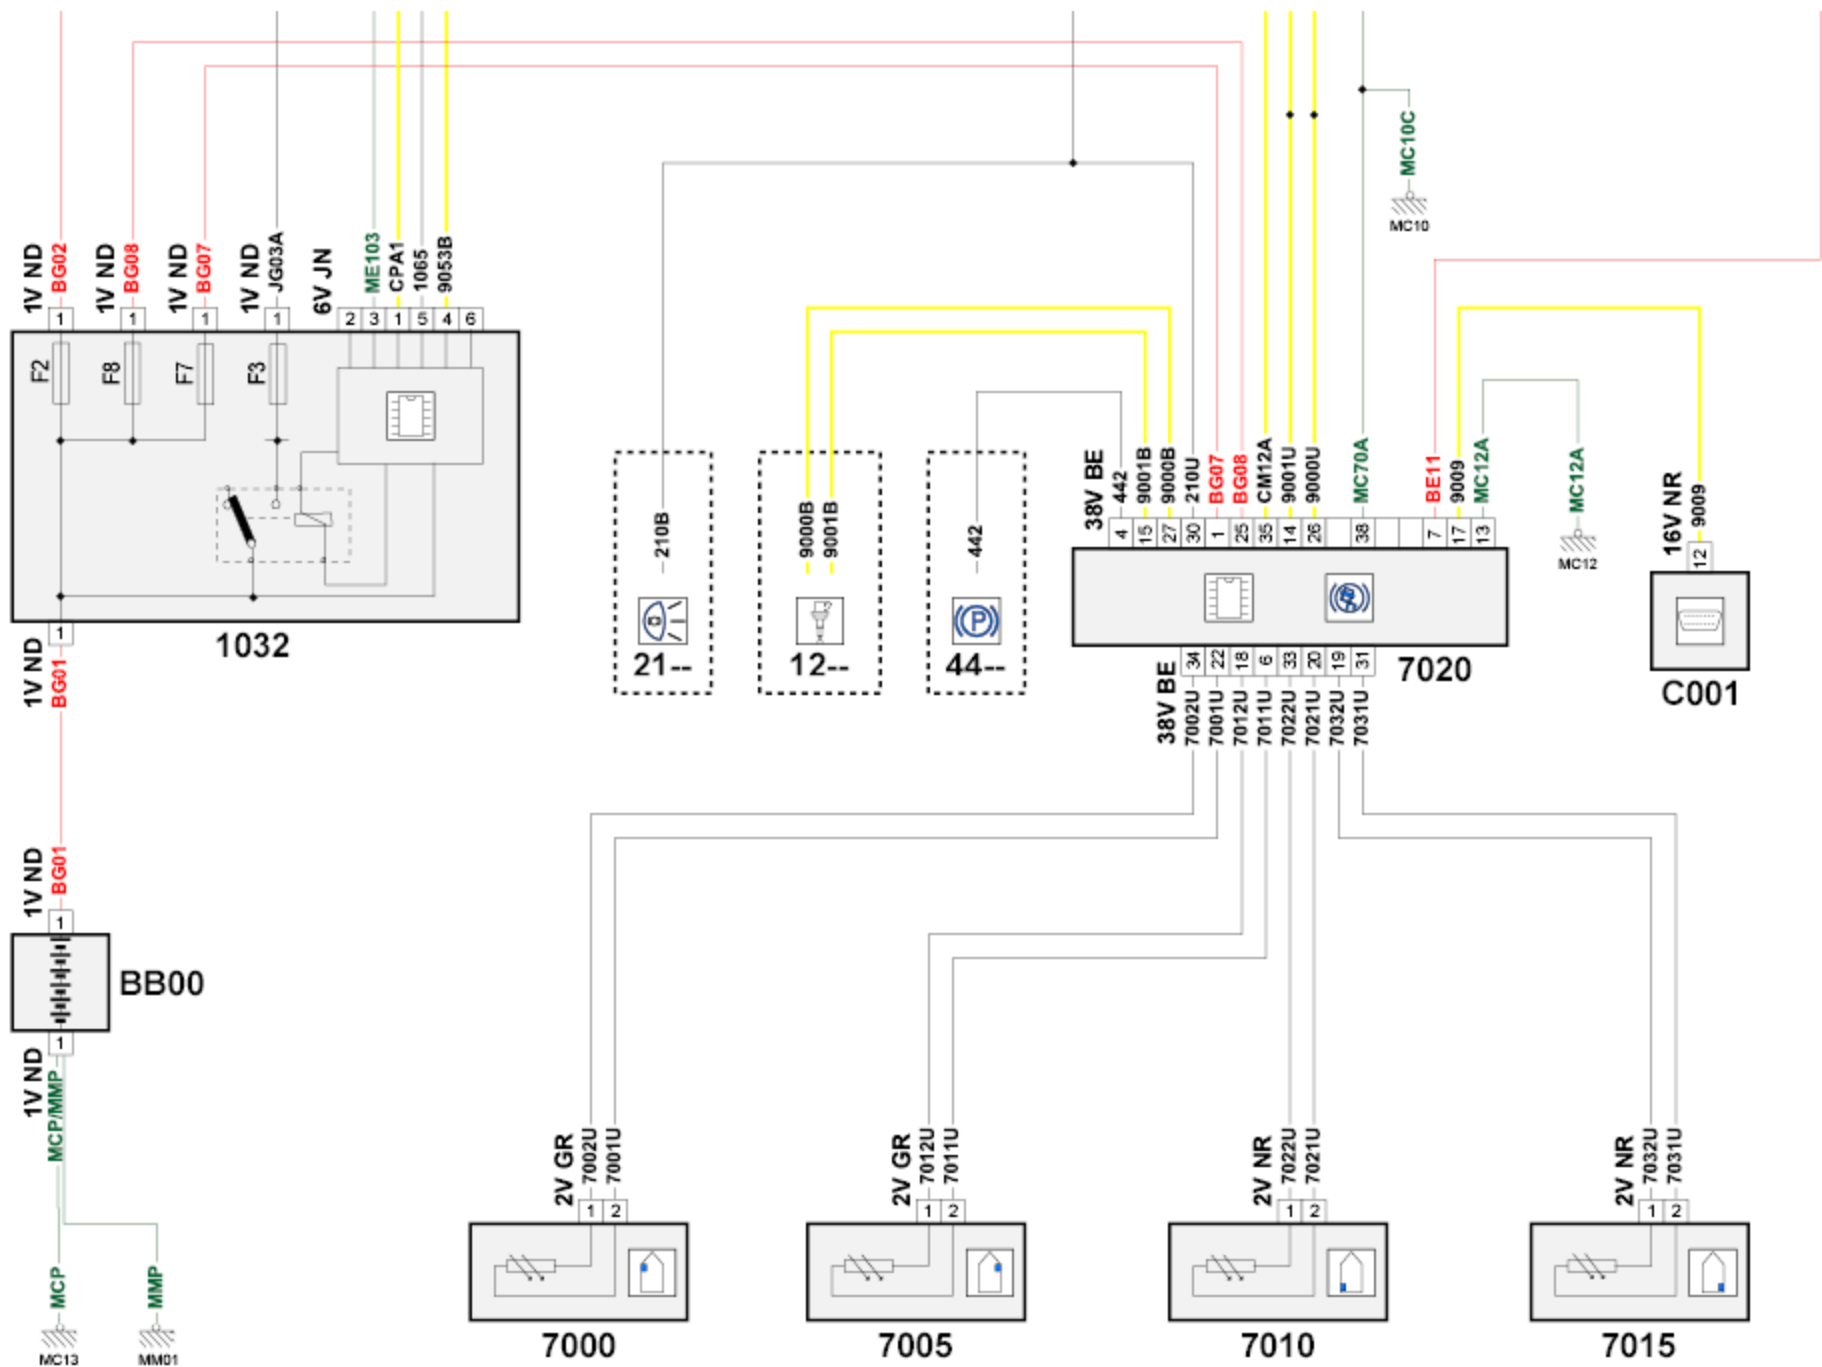 1V ND BG02
1V ND BG08
1V ND BG07
1V ND JG03A
6V JN ME103 CPA1 1065 9053B
1 1 1 1 2 3 1 5 4 6
F2 F8 F7 F3
1
1032
1V ND BG01
1V ND BG01
1
BB00
1
1V ND MCP/MMP
MCP MMP
MC13 MM01
MC10C
MC10
210B
21--
9000B 9001B
12--
442
P
44--
38V BE 442 9001B 9000B 210U BG07 BG08 CM12A 9001U 9000U MC70A BE11 9009 MC12A
4 15 27 30 1 25 35 14 26 38 7 17 13
MC12A
MC12
16V NR 9009
12
C001
34 22 18 6 33 20 19 31
7020
38V BE 7002U 7001U 7012U 7011U 7022U 7021U 7032U 7031U
2V GR 7002U 7001U
1 2
7000
2V GR 7012U 7011U
1 2
7005
2V NR 7022U 7021U
1 2
7010
2V NR 7032U 7031U
1 2
7015